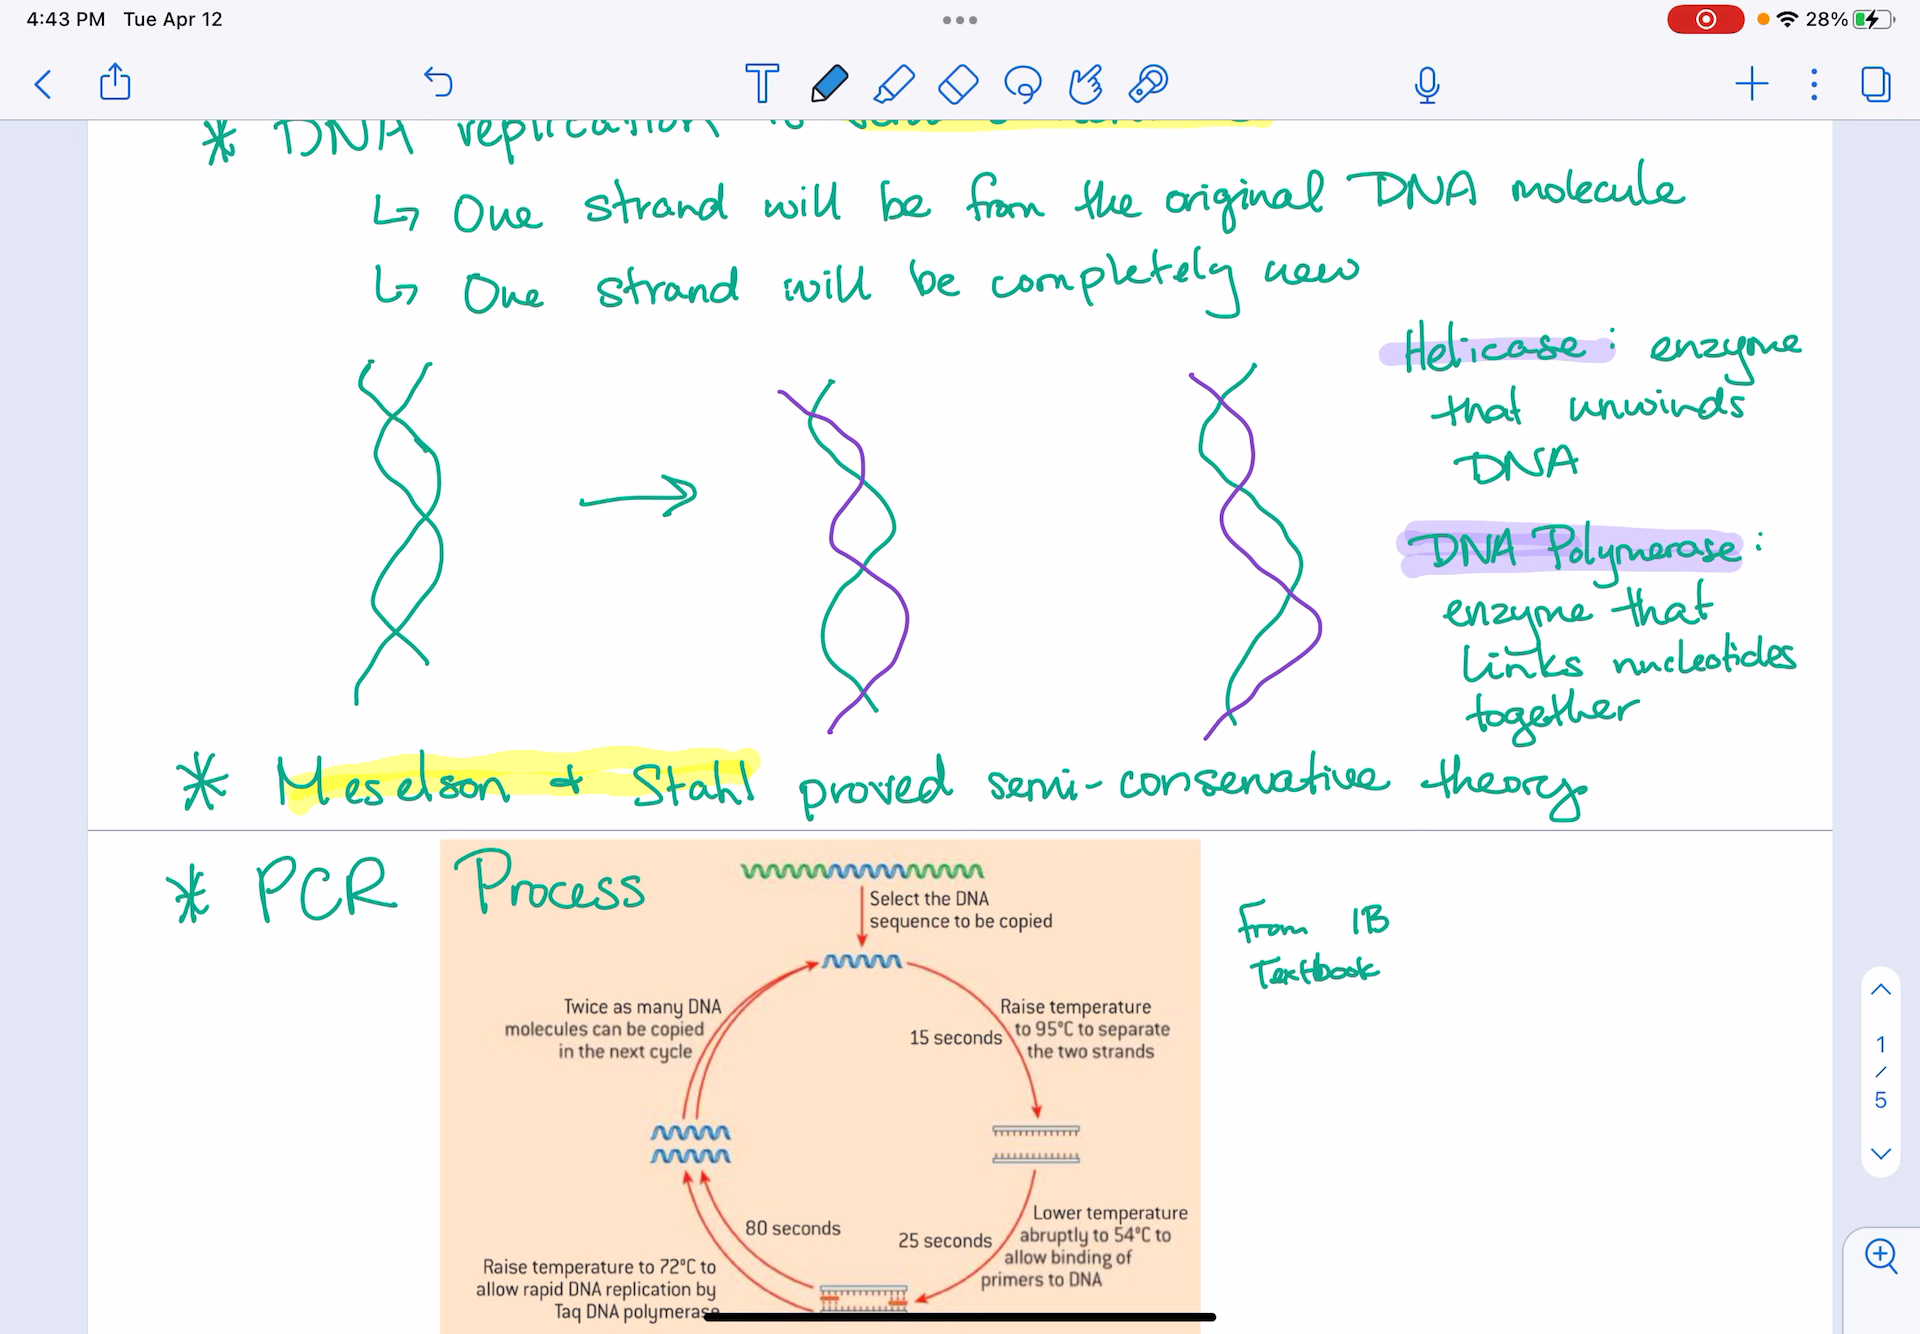 4:43 PM Tue Apr 12
28%
* DNA replication is
↳ One strand will be from the original DNA molecule
↳ One strand will be completely new
Helicase: enzyme
that unwinds
DNA
DNA Polymerase:
enzyme that
links nucleotides
together
* Meselson & Stahl proved semi-conservative theory
* PCR Process
Select the DNA
sequence to be copied
From IB
Textbook
Twice as many DNA
molecules can be copied
in the next cycle
15 seconds
Raise temperature
to 95°C to separate
the two strands
80 seconds
25 seconds
Lower temperature
abruptly to 54°C to
allow binding of
primers to DNA
Raise temperature to 72°C to
allow rapid DNA replication by
Taq DNA polymerase
1
/
5